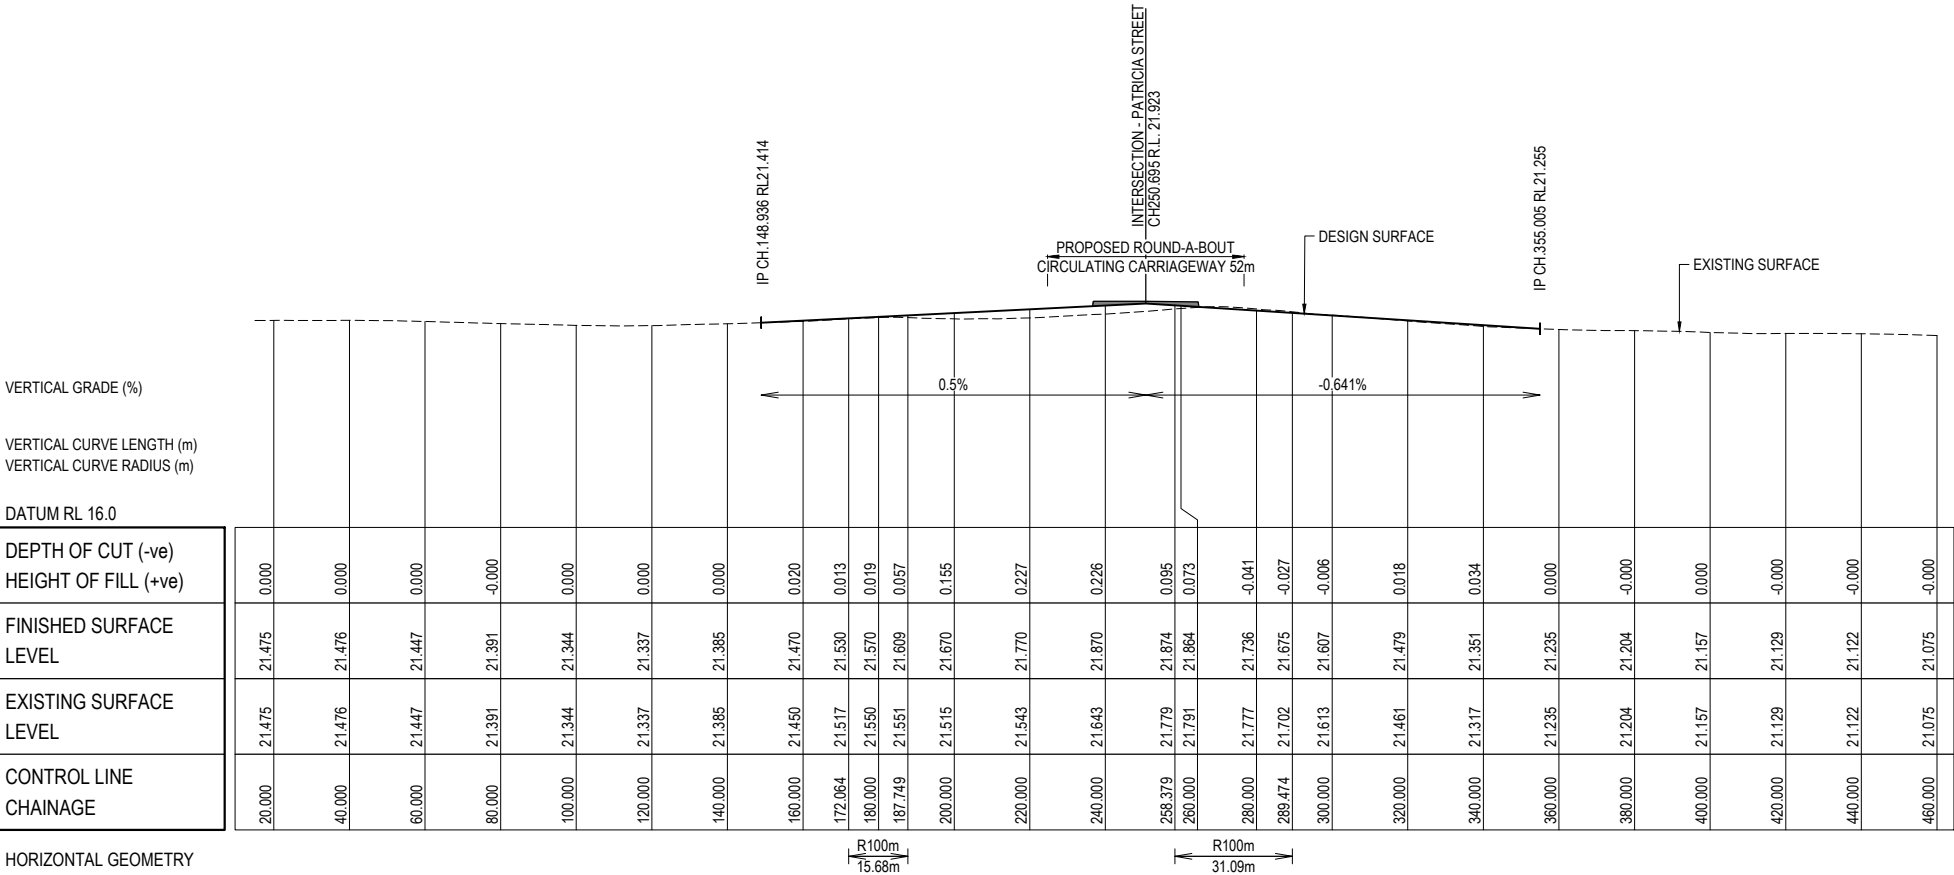 INTERSECTION - PATRICIA STREET
CH250.695 R.L. 21.923
IP CH.148.936 RL21.414
IP CH.355.005 RL21.255
PROPOSED ROUND-A-BOUT
CIRCULATING CARRIAGEWAY 52m
DESIGN SURFACE
EXISTING SURFACE
VERTICAL GRADE (%)
0.5%
-0.641%
VERTICAL CURVE LENGTH (m)
VERTICAL CURVE RADIUS (m)
DATUM RL 16.0
DEPTH OF CUT (-ve)
HEIGHT OF FILL (+ve)
0.000 0.000 0.000 -0.000 0.000 0.000 0.000 0.020 0.013 0.019 0.057 0.155 0.227 0.226 0.095 0.073 -0.041 -0.027 -0.006 0.018 0.034 0.000 -0.000 0.000 -0.000 -0.000 -0.000
FINISHED SURFACE
LEVEL
21.475 21.476 21.447 21.391 21.344 21.337 21.385 21.470 21.530 21.570 21.609 21.670 21.770 21.870 21.874 21.864 21.736 21.675 21.607 21.479 21.351 21.235 21.204 21.157 21.129 21.122 21.075
EXISTING SURFACE
LEVEL
21.475 21.476 21.447 21.391 21.344 21.337 21.385 21.450 21.517 21.550 21.551 21.515 21.543 21.643 21.779 21.791 21.777 21.702 21.613 21.461 21.317 21.235 21.204 21.157 21.129 21.122 21.075
CONTROL LINE
CHAINAGE
20.000 40.000 60.000 80.000 100.000 120.000 140.000 160.000 172.064 180.000 187.749 200.000 220.000 240.000 258.379 260.000 280.000 289.474 300.000 320.000 340.000 360.000 380.000 400.000 420.000 440.000 460.000
HORIZONTAL GEOMETRY
R100m
15.68m
R100m
31.09m